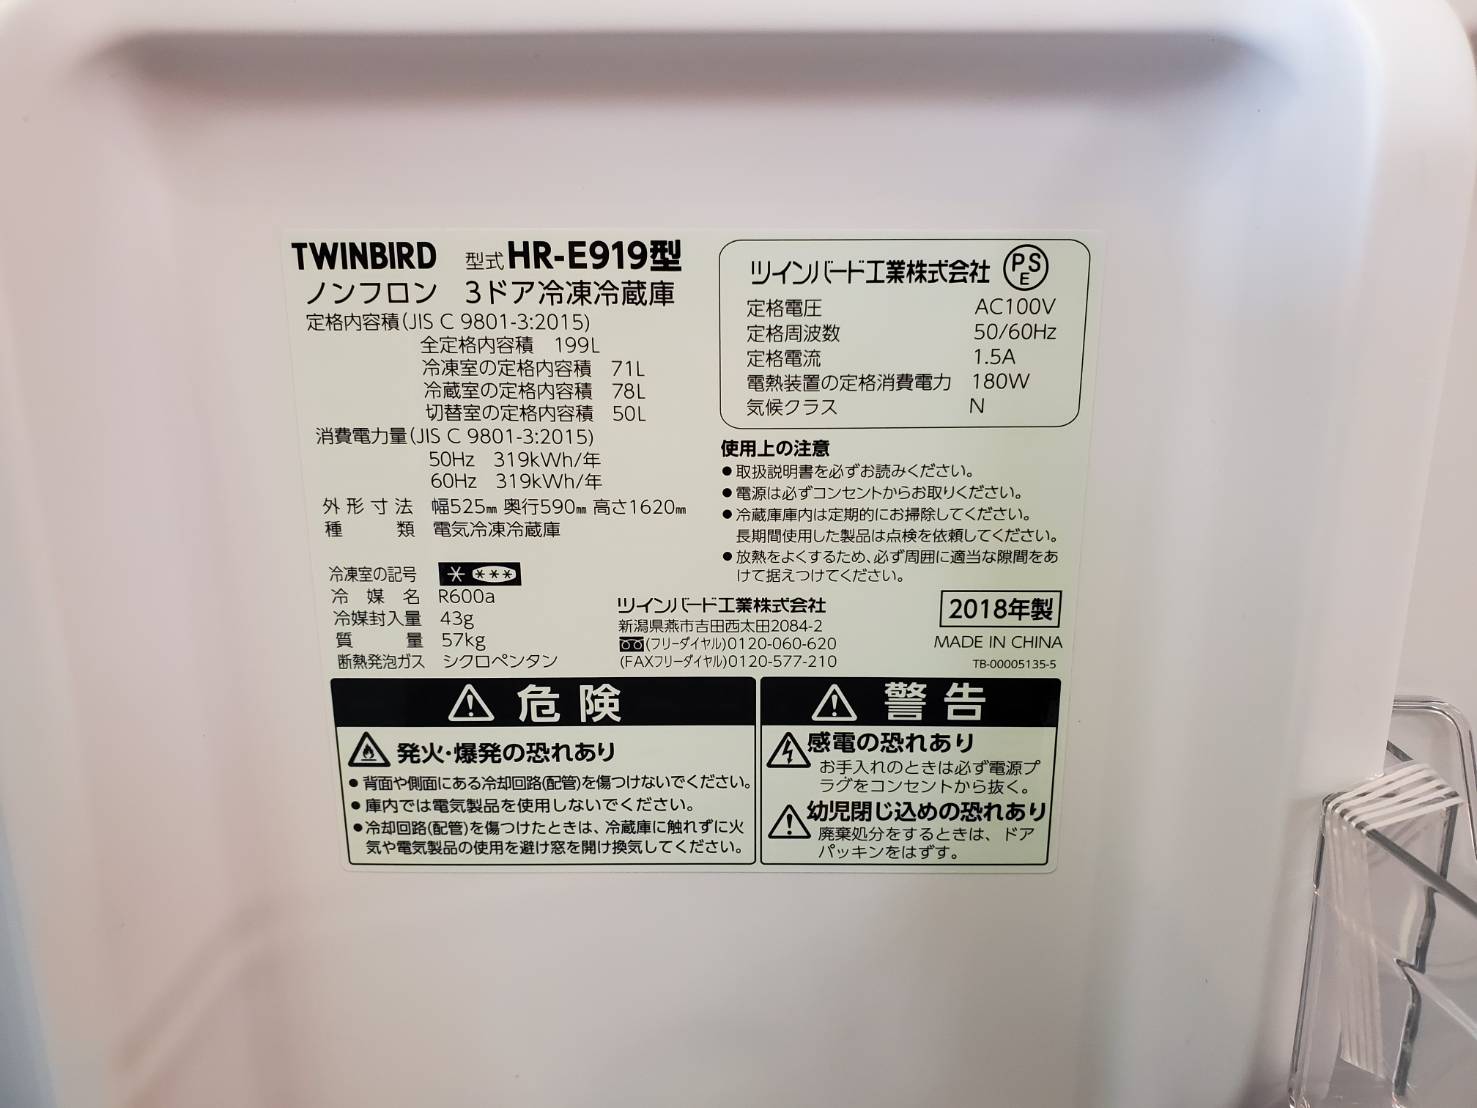 TWINBIRD 型式 HR-E919型
ノンフロン 3ドア冷凍冷蔵庫
定格内容積(JIS C 9801-3:2015)
全定格内容積 199L
冷凍室の定格内容積 71L
冷蔵室の定格内容積 78L
切替室の定格内容積 50L
消費電力量(JIS C 9801-3:2015)
50Hz 319kWh/年
60Hz 319kWh/年
外形寸法 幅525㎜ 奥行590㎜ 高さ1620㎜
種類 電気冷凍冷蔵庫
冷凍室の記号 * ***
冷媒名 R600a
冷媒封入量 43g
質量 57kg
断熱発泡ガス シクロペンタン
ツインバード工業株式会社 PSE
定格電圧 AC100V
定格周波数 50/60Hz
定格電流 1.5A
電熱装置の定格消費電力 180W
気候クラス N
使用上の注意
●取扱説明書を必ずお読みください。
●電源は必ずコンセントからお取りください。
●冷蔵庫庫内は定期的にお掃除してください。
長期間使用した製品は点検を依頼してください。
●放熱をよくするため、必ず周囲に適当な隙間をあ
けて据えつけてください。
ツインバード工業株式会社
新潟県燕市吉田西太田2084-2
(フリーダイヤル)0120-060-620
(FAXフリーダイヤル)0120-577-210
2018年製
MADE IN CHINA
TB-00005135-5
⚠危険
発火・爆発の恐れあり
●背面や側面にある冷却回路(配管)を傷つけないでください。
●庫内では電気製品を使用しないでください。
●冷却回路(配管)を傷つけたときは、冷蔵庫に触れずに火
気や電気製品の使用を避け窓を開け換気してください。
⚠警告
感電の恐れあり
お手入れのときは必ず電源プ
ラグをコンセントから抜く。
幼児閉じ込めの恐れあり
廃棄処分をするときは、ドア
パッキンをはずす。